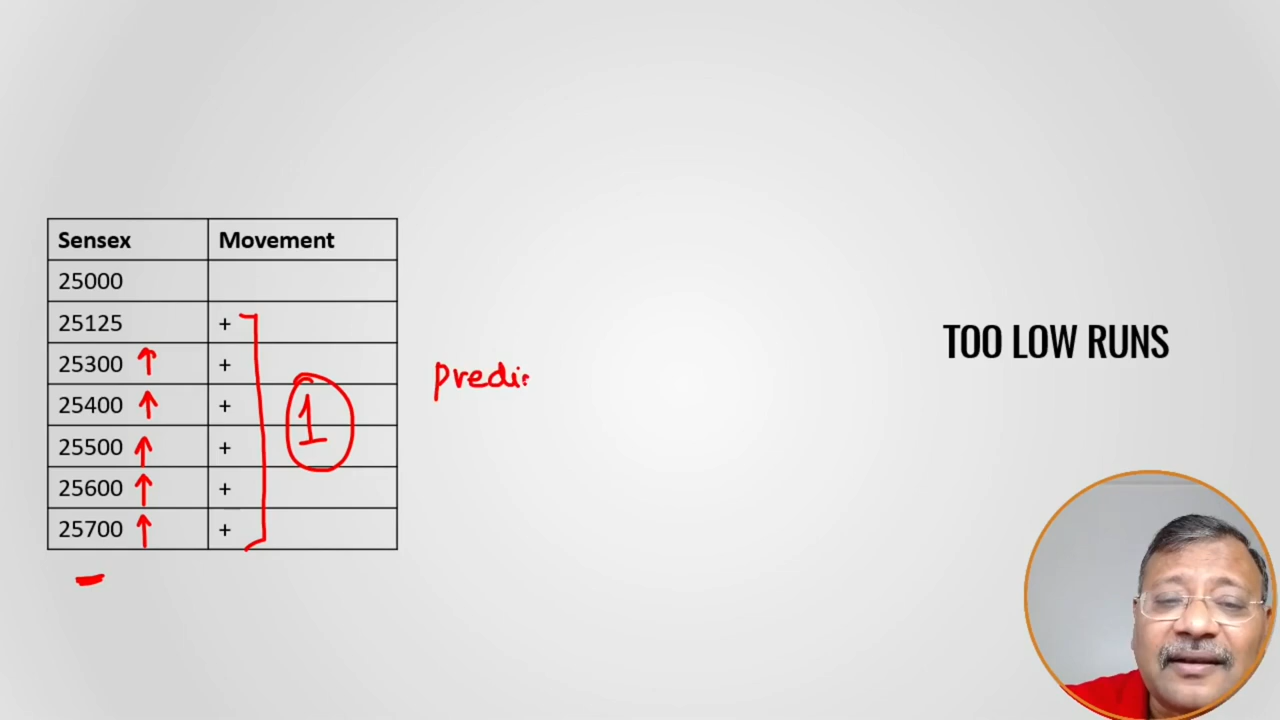 Sensex Movement
25000
25125 +
25300 +
25400 +
25500 +
25600 +
25700 +
1
predi
TOO LOW RUNS